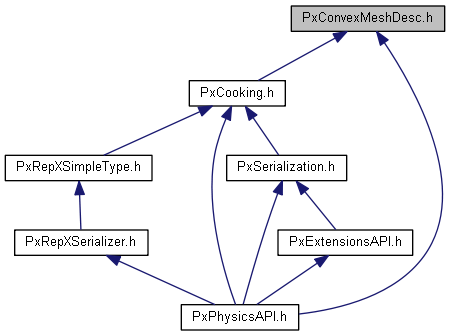 PxConvexMeshDesc.h
PxCooking.h
PxRepXSimpleType.h
PxSerialization.h
PxRepXSerializer.h
PxExtensionsAPI.h
PxPhysicsAPI.h